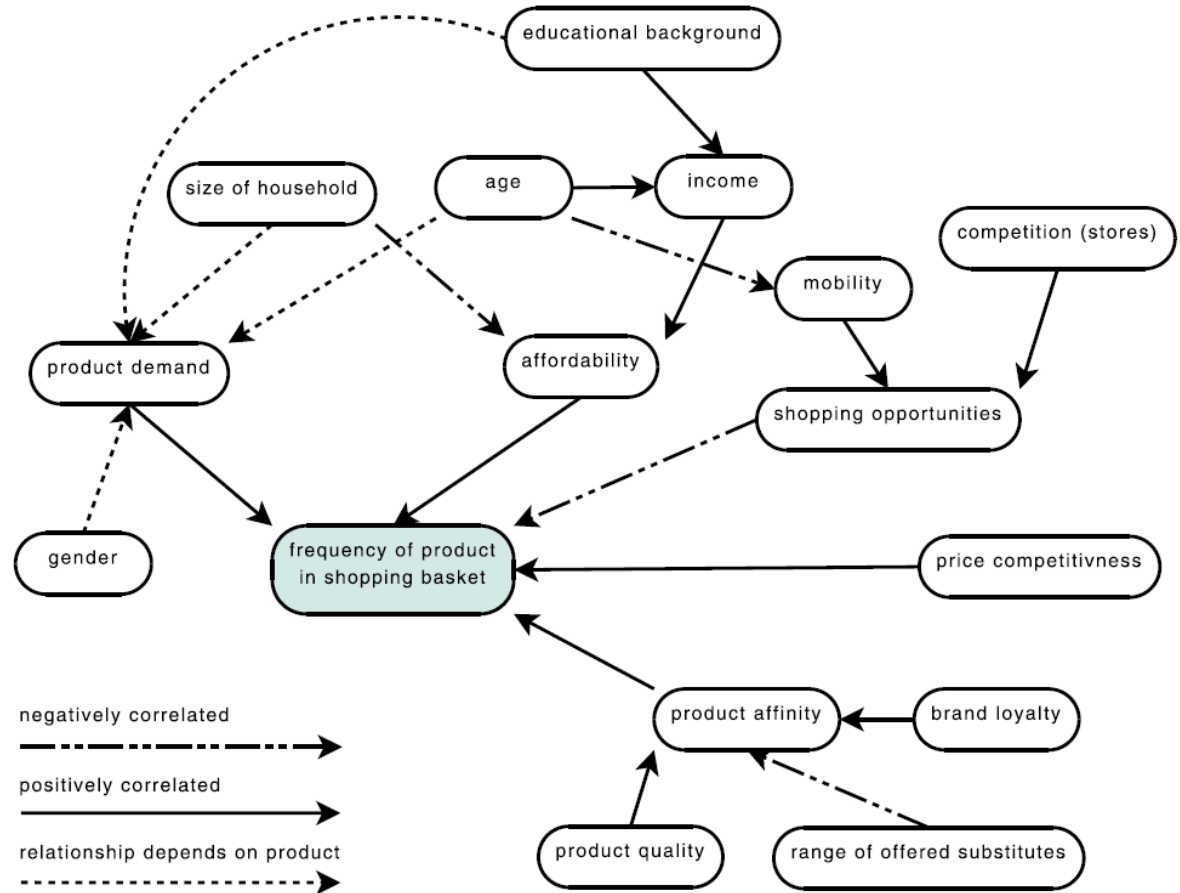 educational background
size of household
age
income
competition (stores)
mobility
product demand
affordability
shopping opportunities
gender
frequency of product
in shopping basket
price competitivness
negatively correlated
product affinity
brand loyalty
positively correlated
relationship depends on product
product quality
range of offered substitutes